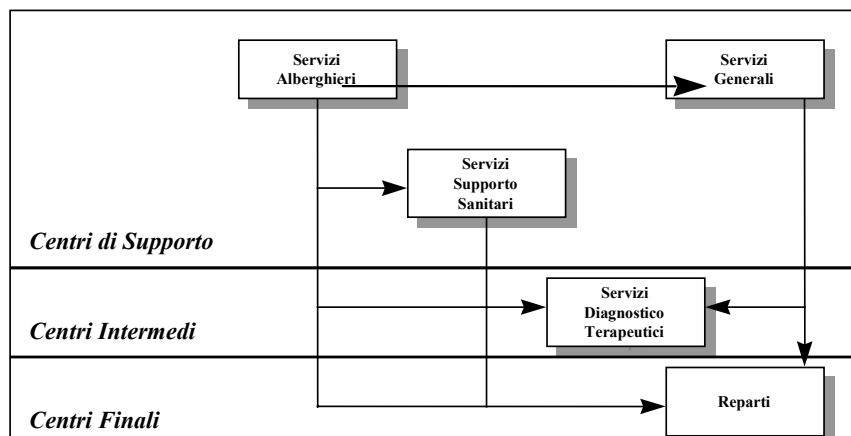 Servizi
Alberghieri
Servizi
Generali
Servizi
Supporto
Sanitari
Centri di Supporto
Servizi
Diagnostico
Terapeutici
Centri Intermedi
Reparti
Centri Finali